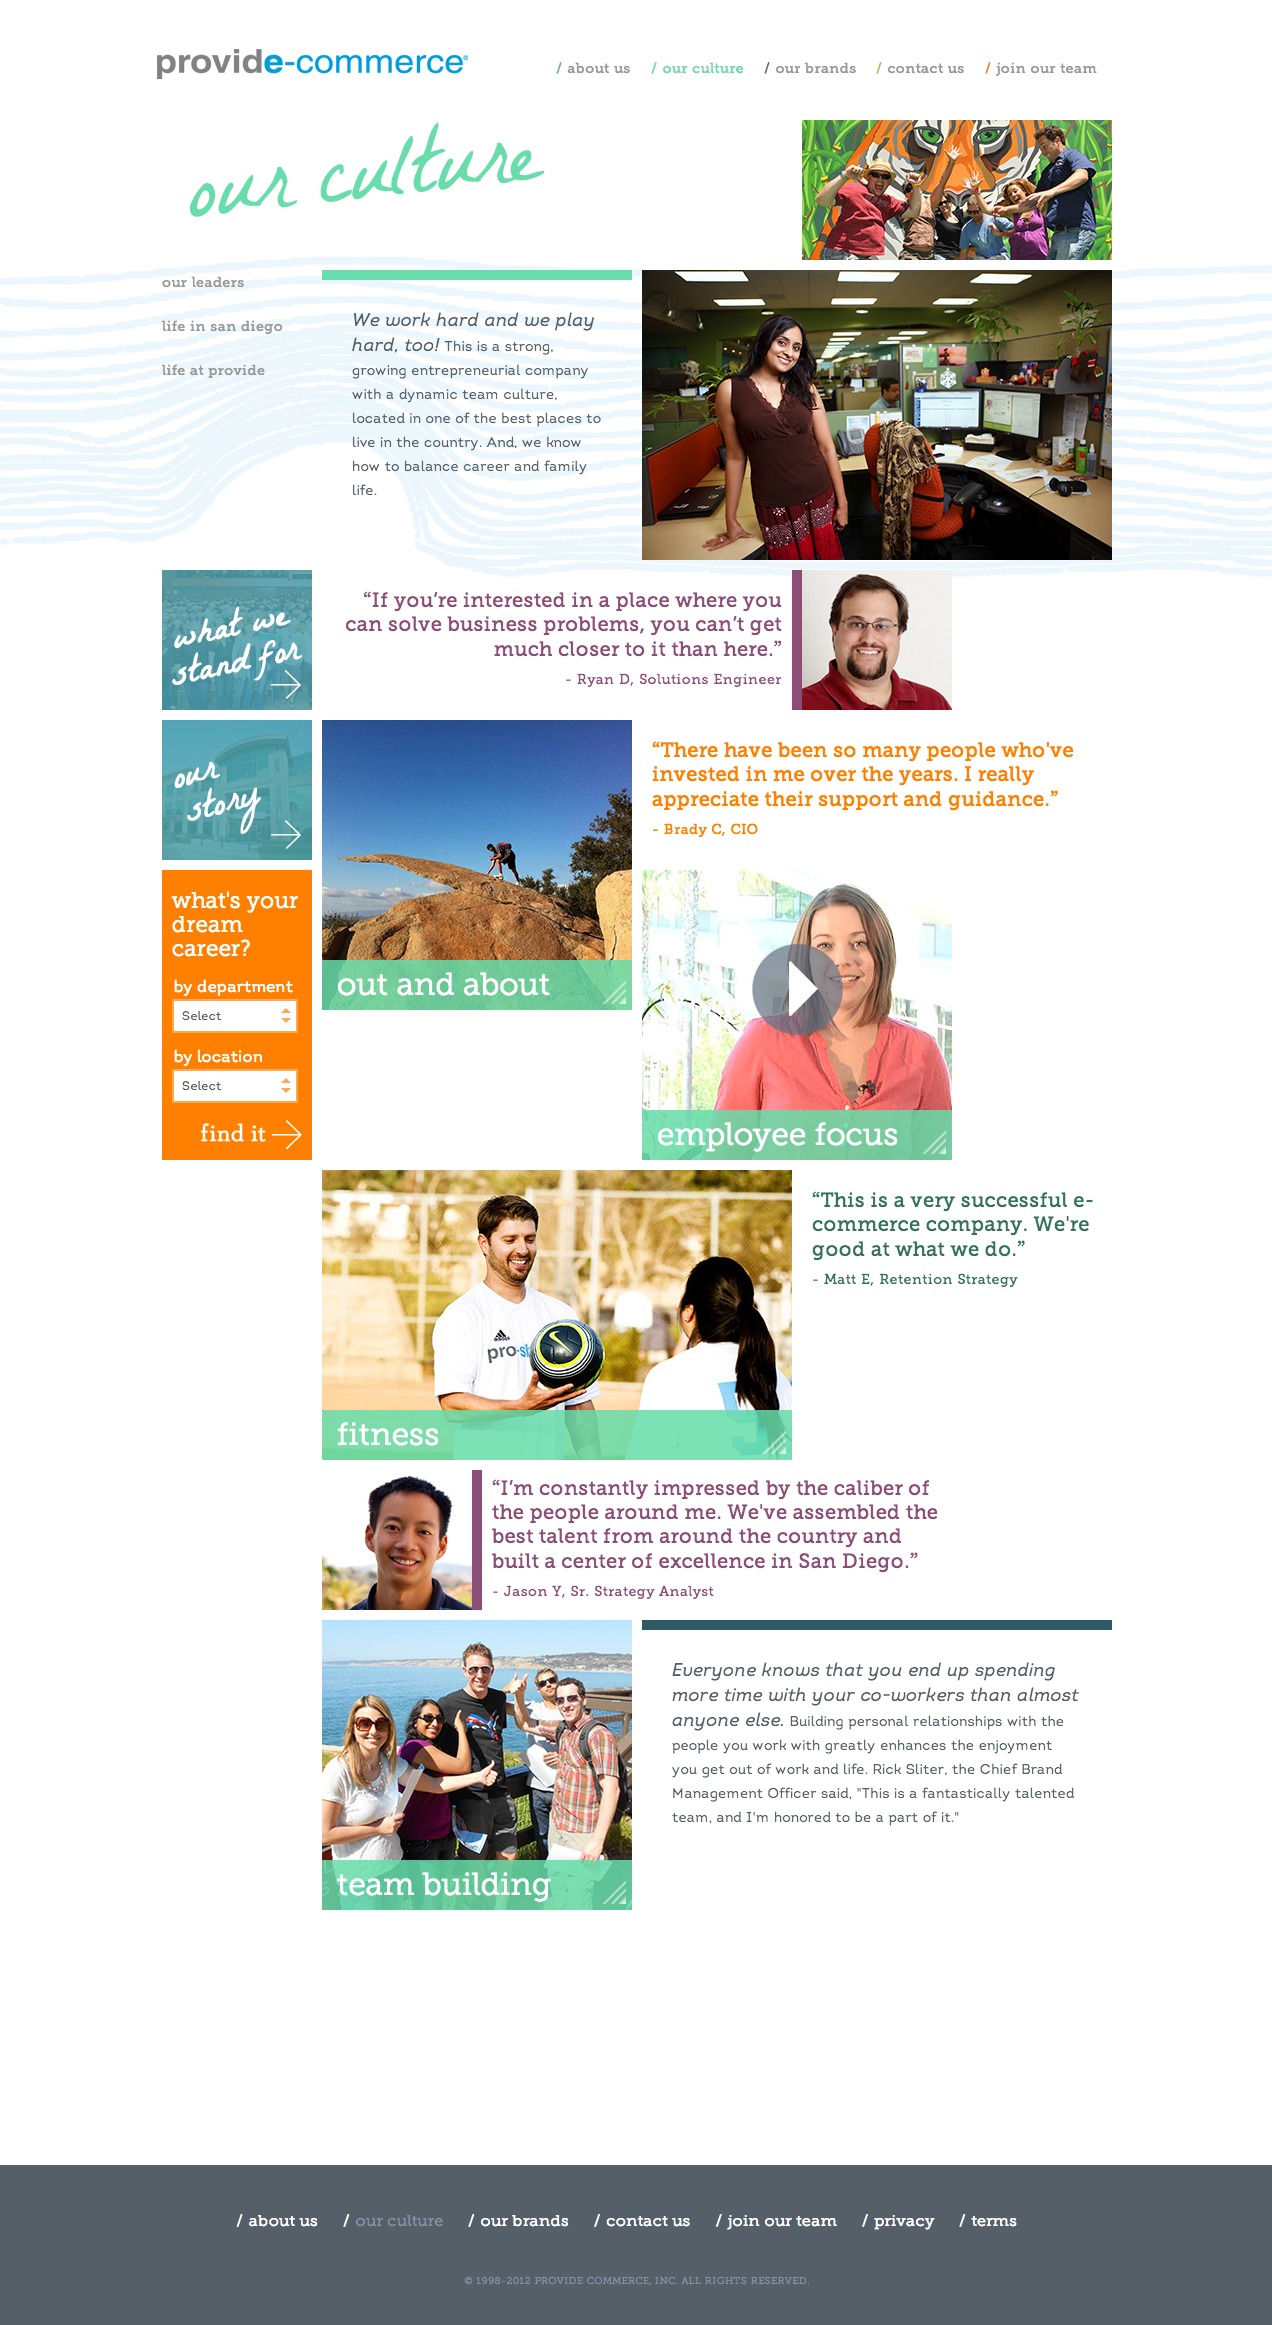 provide-commerce®
/ about us / our culture / our brands / contact us / join our team
our culture
our leaders
life in san diego
life at provide
We work hard and we play
hard, too! This is a strong,
growing entrepreneurial company
with a dynamic team culture,
located in one of the best places to
live in the country. And, we know
how to balance career and family
life.
what we
stand for
“If you’re interested in a place where you
can solve business problems, you can’t get
much closer to it than here.”
- Ryan D, Solutions Engineer
our
story
out and about
“There have been so many people who've
invested in me over the years. I really
appreciate their support and guidance.”
- Brady C, CIO
what's your
dream
career?
by department
Select
by location
Select
find it
employee focus
adidas
pro-s
fitness
“This is a very successful e-
commerce company. We're
good at what we do.”
- Matt E, Retention Strategy
“I’m constantly impressed by the caliber of
the people around me. We've assembled the
best talent from around the country and
built a center of excellence in San Diego.”
- Jason Y, Sr. Strategy Analyst
team building
Everyone knows that you end up spending
more time with your co-workers than almost
anyone else. Building personal relationships with the
people you work with greatly enhances the enjoyment
you get out of work and life. Rick Sliter, the Chief Brand
Management Officer said, "This is a fantastically talented
team, and I'm honored to be a part of it."
/ about us / our culture / our brands / contact us / join our team / privacy / terms
© 1998-2012 PROVIDE COMMERCE, INC. ALL RIGHTS RESERVED.